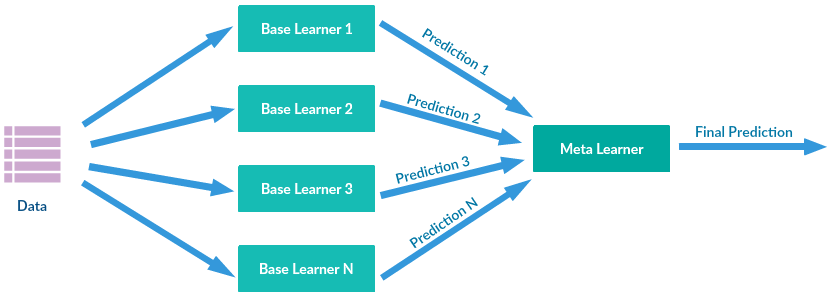 Data
Base Learner 1
Base Learner 2
Base Learner 3
Base Learner N
Prediction 1
Prediction 2
Prediction 3
Prediction N
Meta Learner
Final Prediction